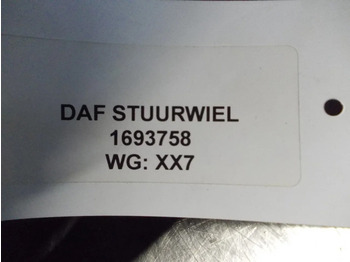 DAF STUURWIEL
1693758
WG: XX7